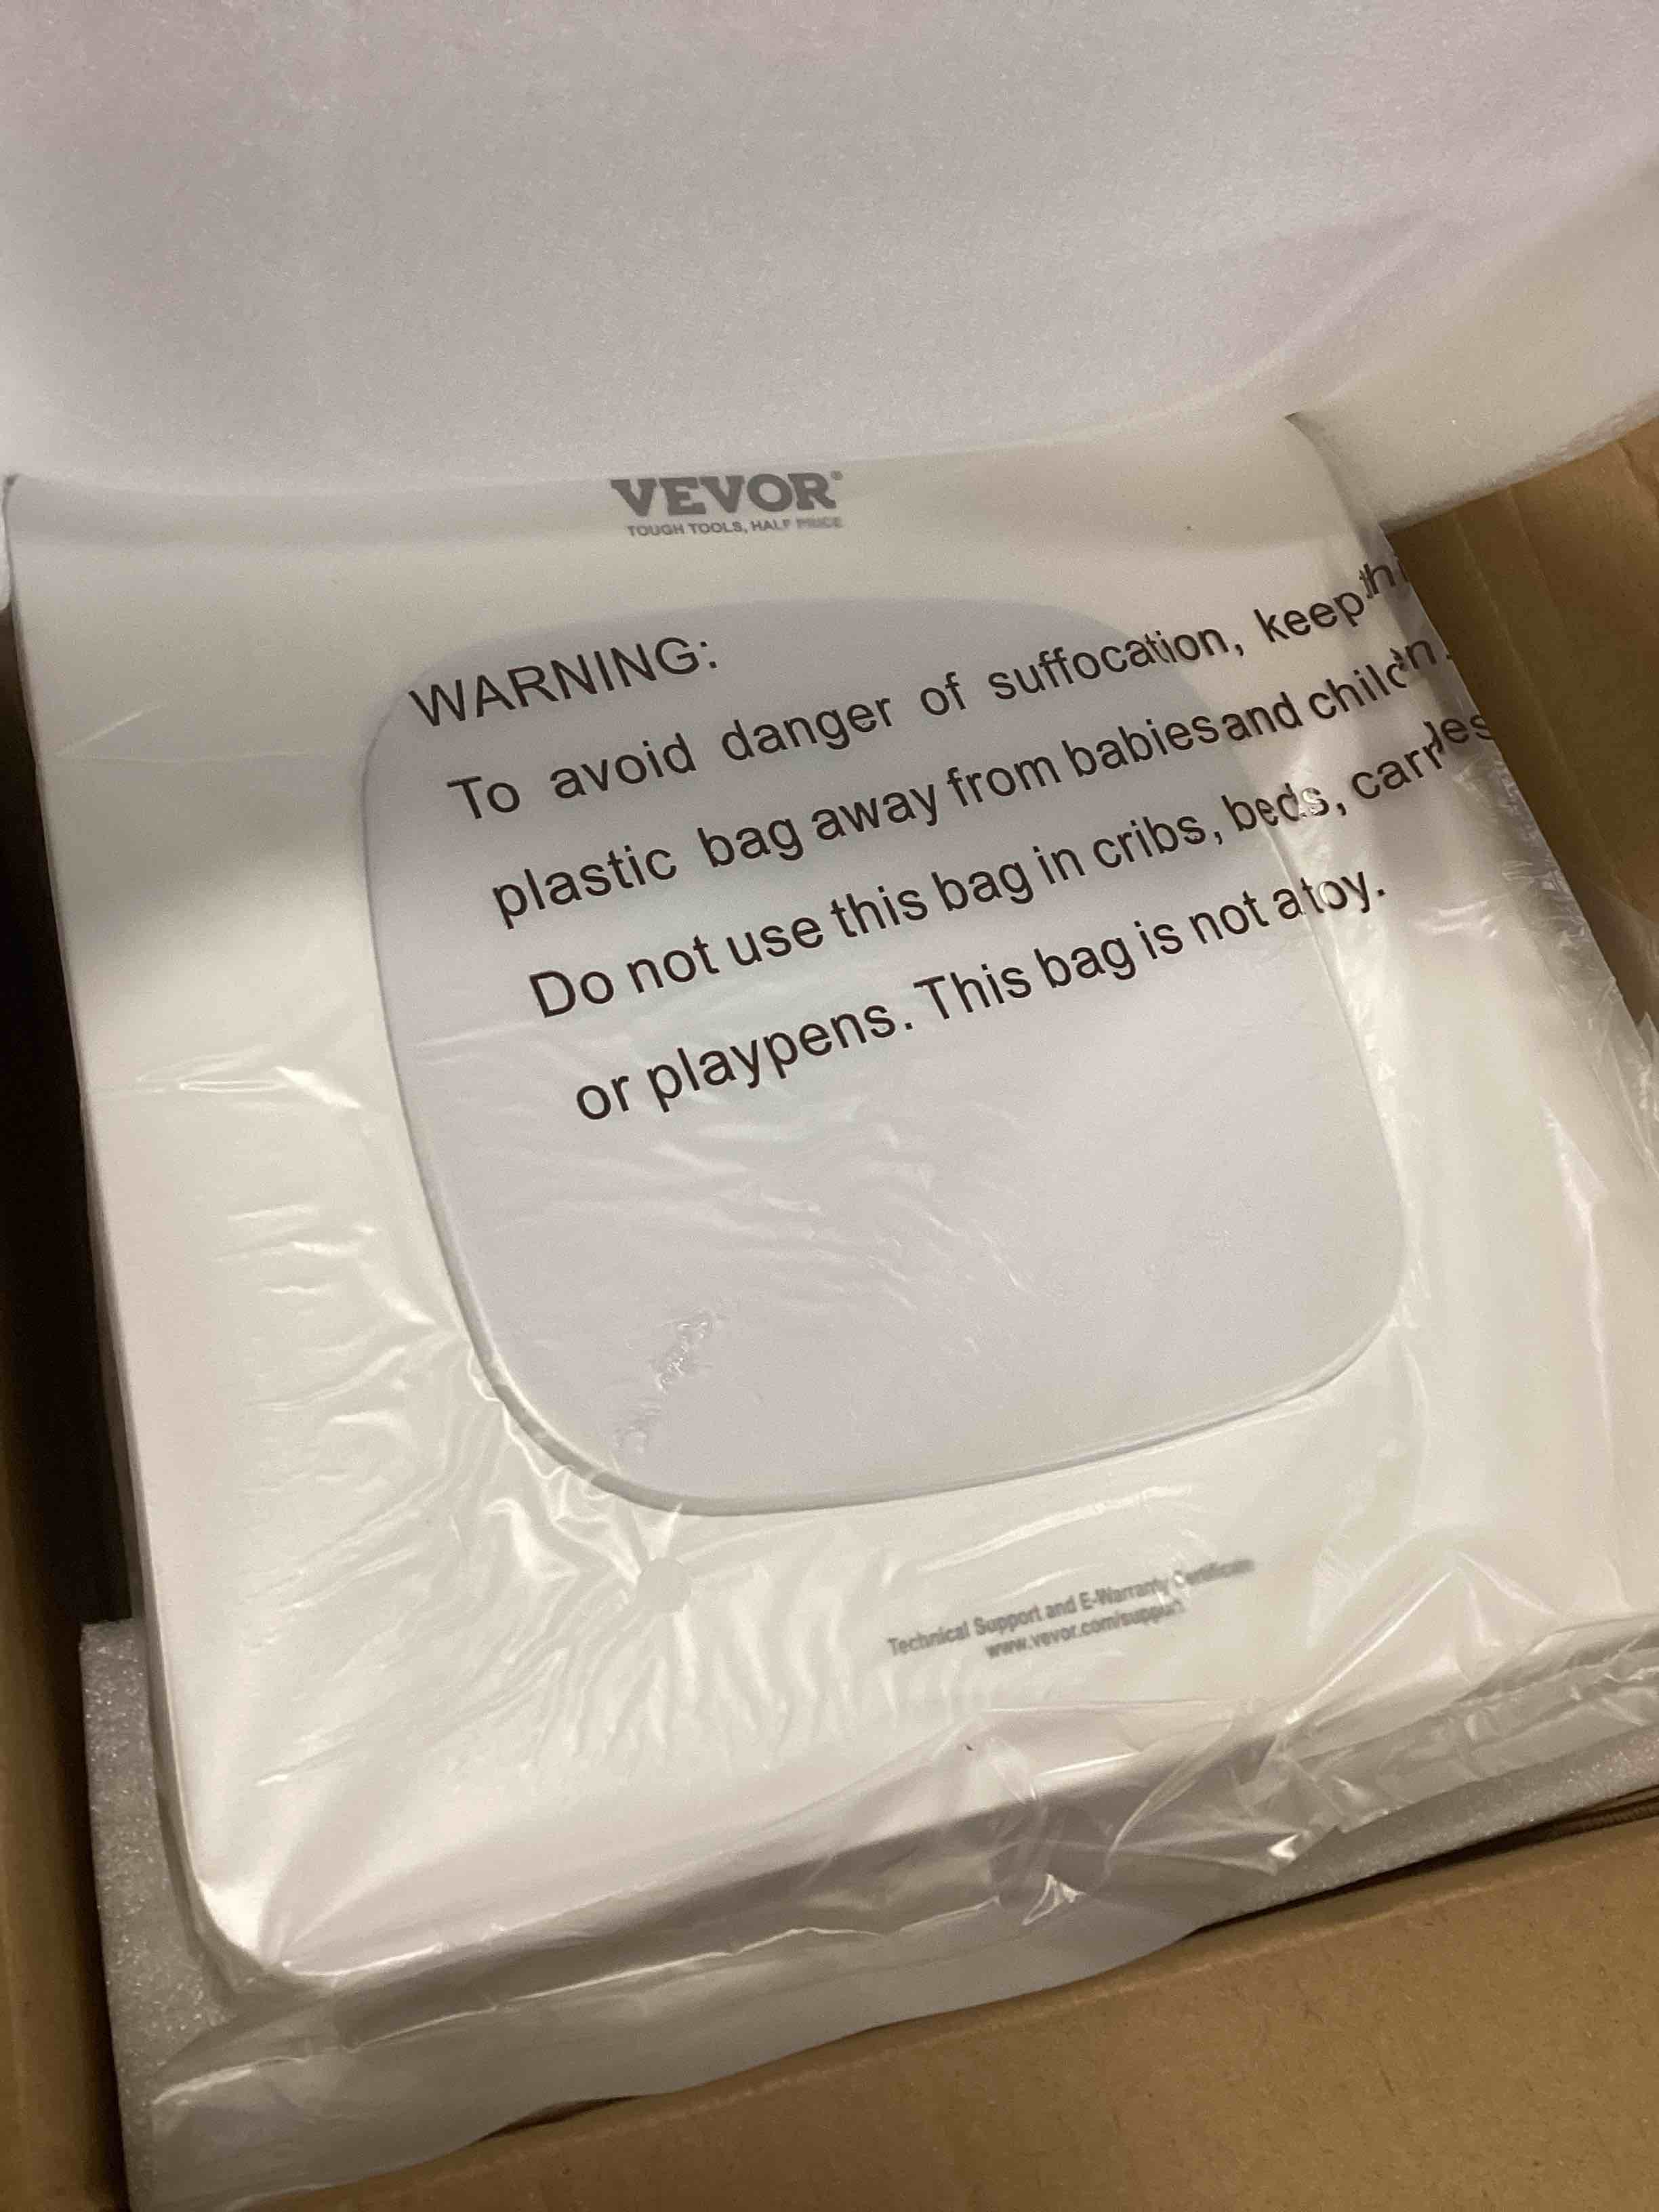 VEVOR®
TOUGH TOOLS, HALF PRICE
WARNING:
To avoid danger of suffocation, keep
plastic bag away from babies and
Do not use this bag in cribs, beds,
or playpens. This bag is not a toy.
Technical Support and E-Warranty Certificate
www.vevor.com/support